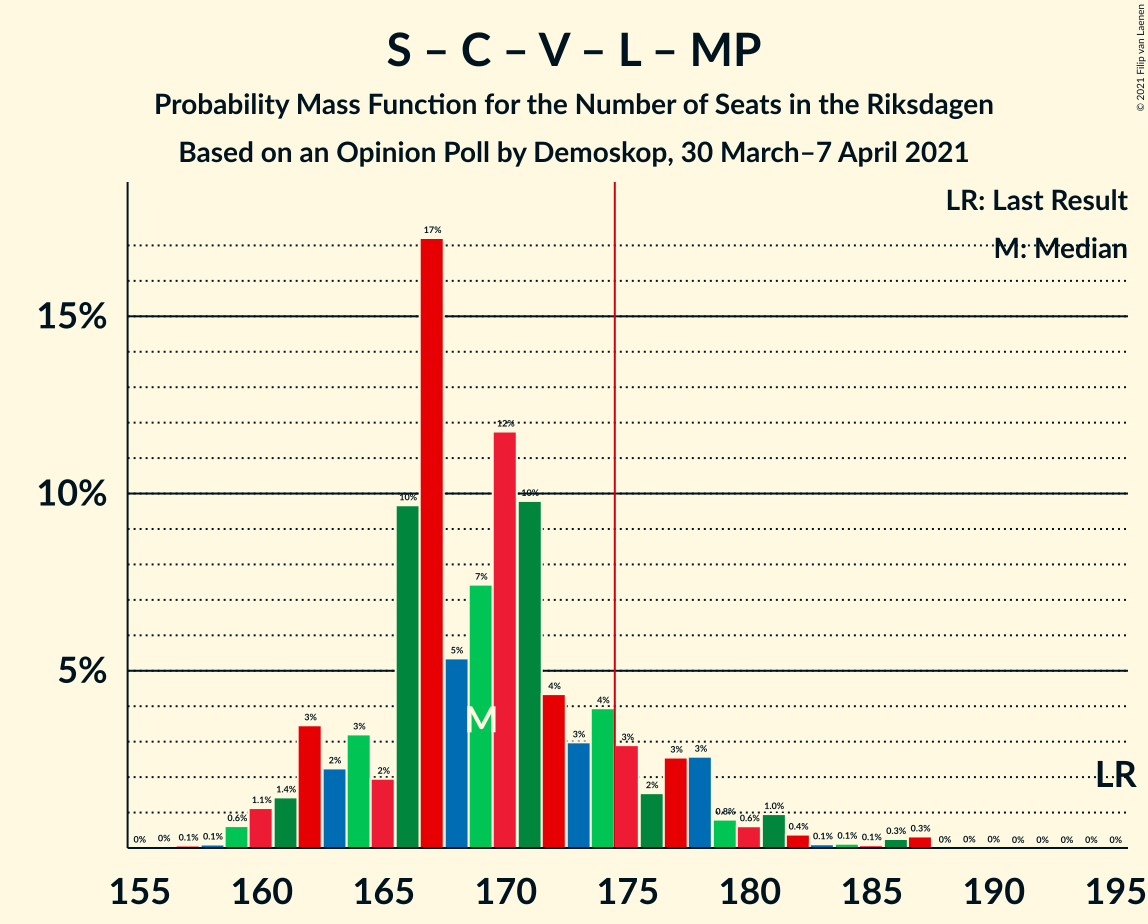 S – C – V – L – MP
Probability Mass Function for the Number of Seats in the Riksdagen
Based on an Opinion Poll by Demoskop, 30 March–7 April 2021
© 2021 Filip van Laenen
LR: Last Result
M: Median
15%
10%
5%
0% 0% 0.1% 0.1% 0.6% 1.1% 1.4% 3% 2% 3% 2% 10% 17% 5% 7% 12% 10% 4% 3% 4% 3% 2% 3% 3% 0.8% 0.6% 1.0% 0.4% 0.1% 0.1% 0.1% 0.3% 0.3% 0% 0% 0% 0% 0% 0% 0% 0%
M
LR
155 160 165 170 175 180 185 190 195